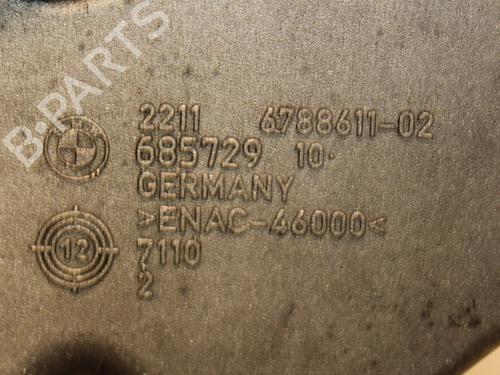 B-PARTS
2211 6788611-02
685729 10.
GERMANY
>ENAC-46000<
12
7110
2